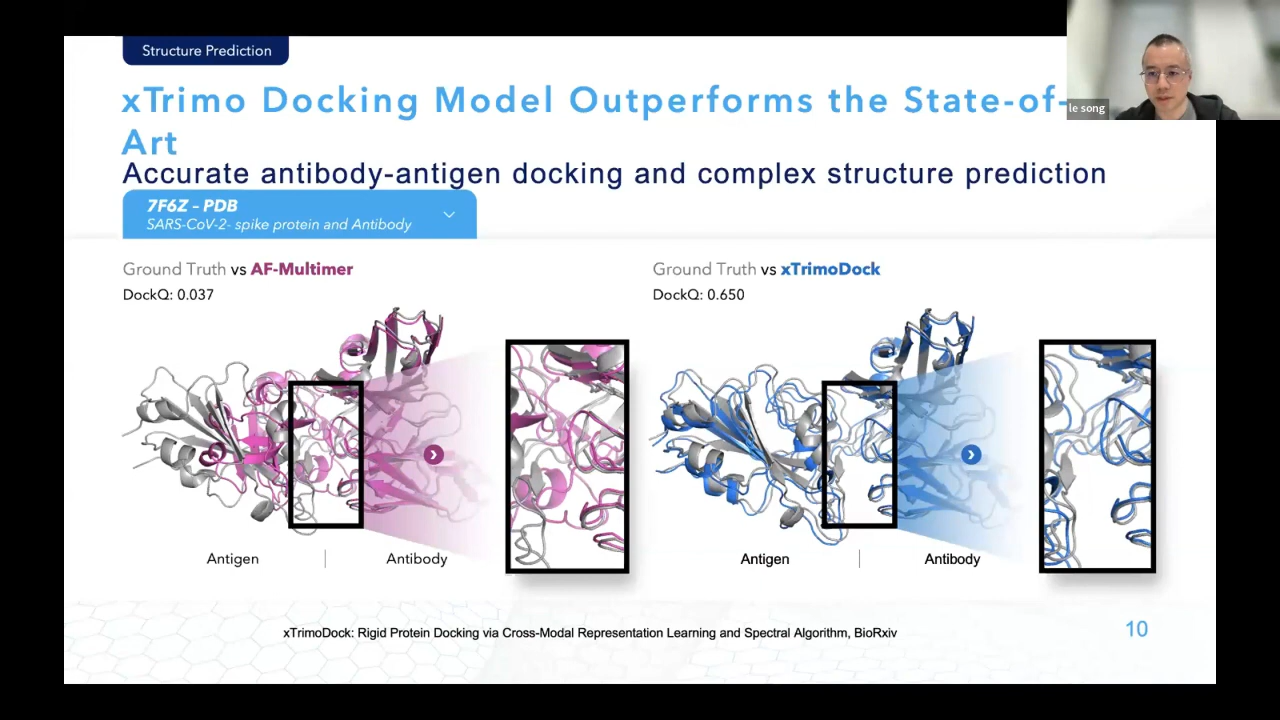 Structure Prediction
xTrimo Docking Model Outperforms the State-of-
Art
le song
Accurate antibody-antigen docking and complex structure prediction
7F6Z – PDB
SARS-CoV-2- spike protein and Antibody
Ground Truth vs AF-Multimer
DockQ: 0.037
Antigen
Antibody
Ground Truth vs xTrimoDock
DockQ: 0.650
Antigen
Antibody
xTrimoDock: Rigid Protein Docking via Cross-Modal Representation Learning and Spectral Algorithm, BioRxiv
10